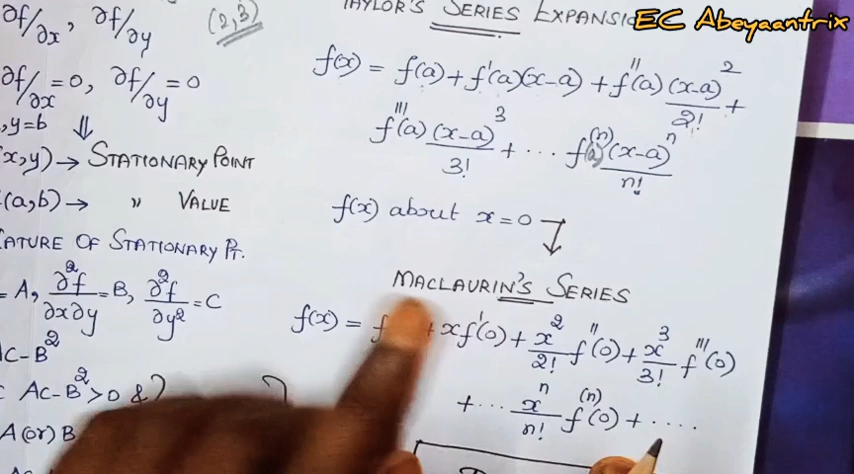 ∂f/∂x, ∂f/∂y (2,3)
∂f/∂x = 0, ∂f/∂y = 0
, y=b ⇓
x,y) → STATIONARY POINT
(a,b) → " VALUE
ATURE OF STATIONARY PT.
= A, ∂²f/∂x∂y = B, ∂²f/∂y² = C
AC-B²
AC-B² > 0 &
A (or) B
TAYLOR'S SERIES EXPANSIO
EC Abeyaantrix
f(x) = f(a) + f'(a)(x-a) + f''(a) (x-a)²/2! +
f'''(a) (x-a)³/3! + ... f⁽ⁿ⁾(a) (x-a)ⁿ/n!
f(x) about x=0
MACLAURIN'S SERIES
f(x) = f + xf'(0) + x²/2! f''(0) + x³/3! f'''(0)
+ ... xⁿ/n! f⁽ⁿ⁾(0) + ....